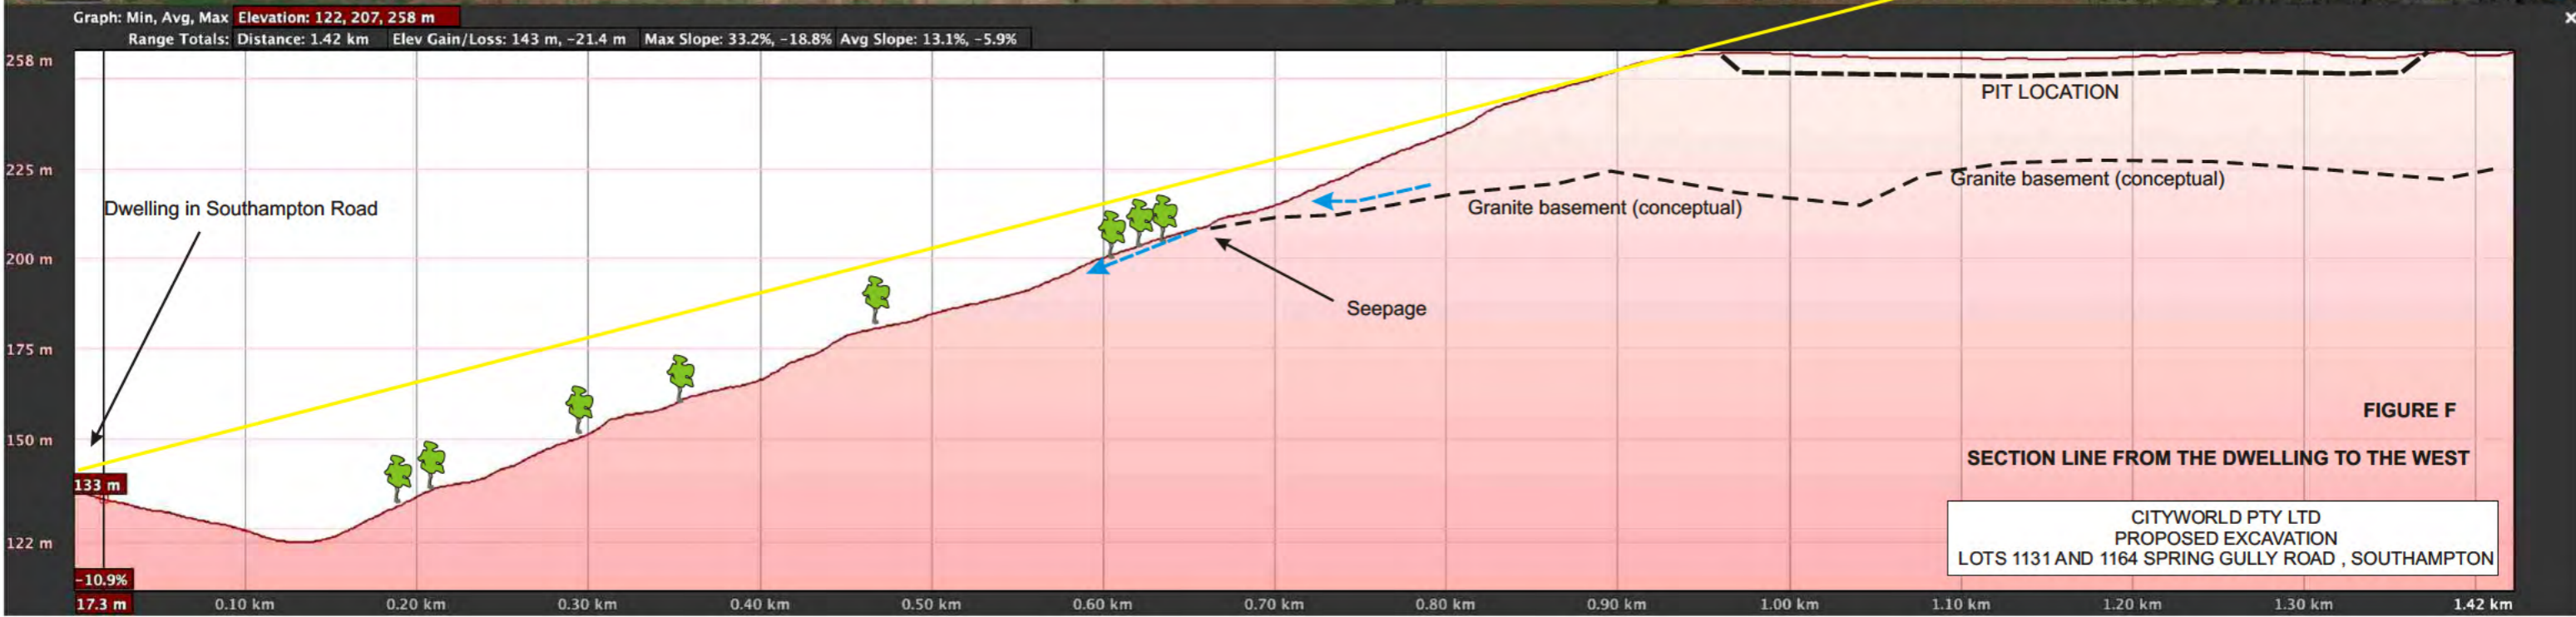 Graph: Min, Avg, Max Elevation: 122, 207, 258 m
Range Totals: Distance: 1.42 km Elev Gain/Loss: 143 m, -21.4 m Max Slope: 33.2%, -18.8% Avg Slope: 13.1%, -5.9%
258 m
PIT LOCATION
225 m
Granite basement (conceptual)
Dwelling in Southampton Road
Granite basement (conceptual)
200 m
Seepage
175 m
FIGURE F
150 m
SECTION LINE FROM THE DWELLING TO THE WEST
133 m
CITYWORLD PTY LTD
PROPOSED EXCAVATION
LOTS 1131 AND 1164 SPRING GULLY ROAD , SOUTHAMPTON
122 m
-10.9%
17.3 m 0.10 km 0.20 km 0.30 km 0.40 km 0.50 km 0.60 km 0.70 km 0.80 km 0.90 km 1.00 km 1.10 km 1.20 km 1.30 km 1.42 km